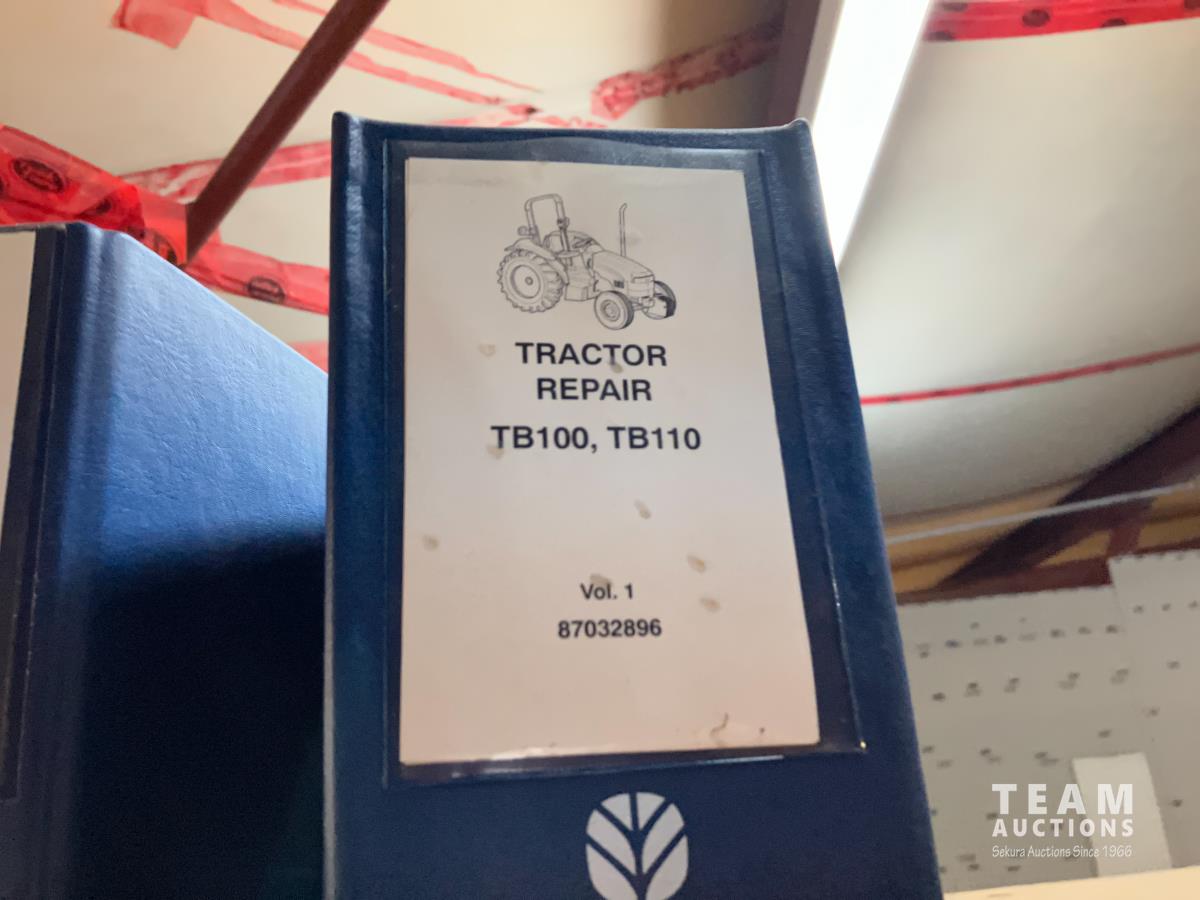 TRACTOR
REPAIR
TB100, TB110
Vol. 1
87032896
TEAM
AUCTIONS
Sekura Auctions Since 1966